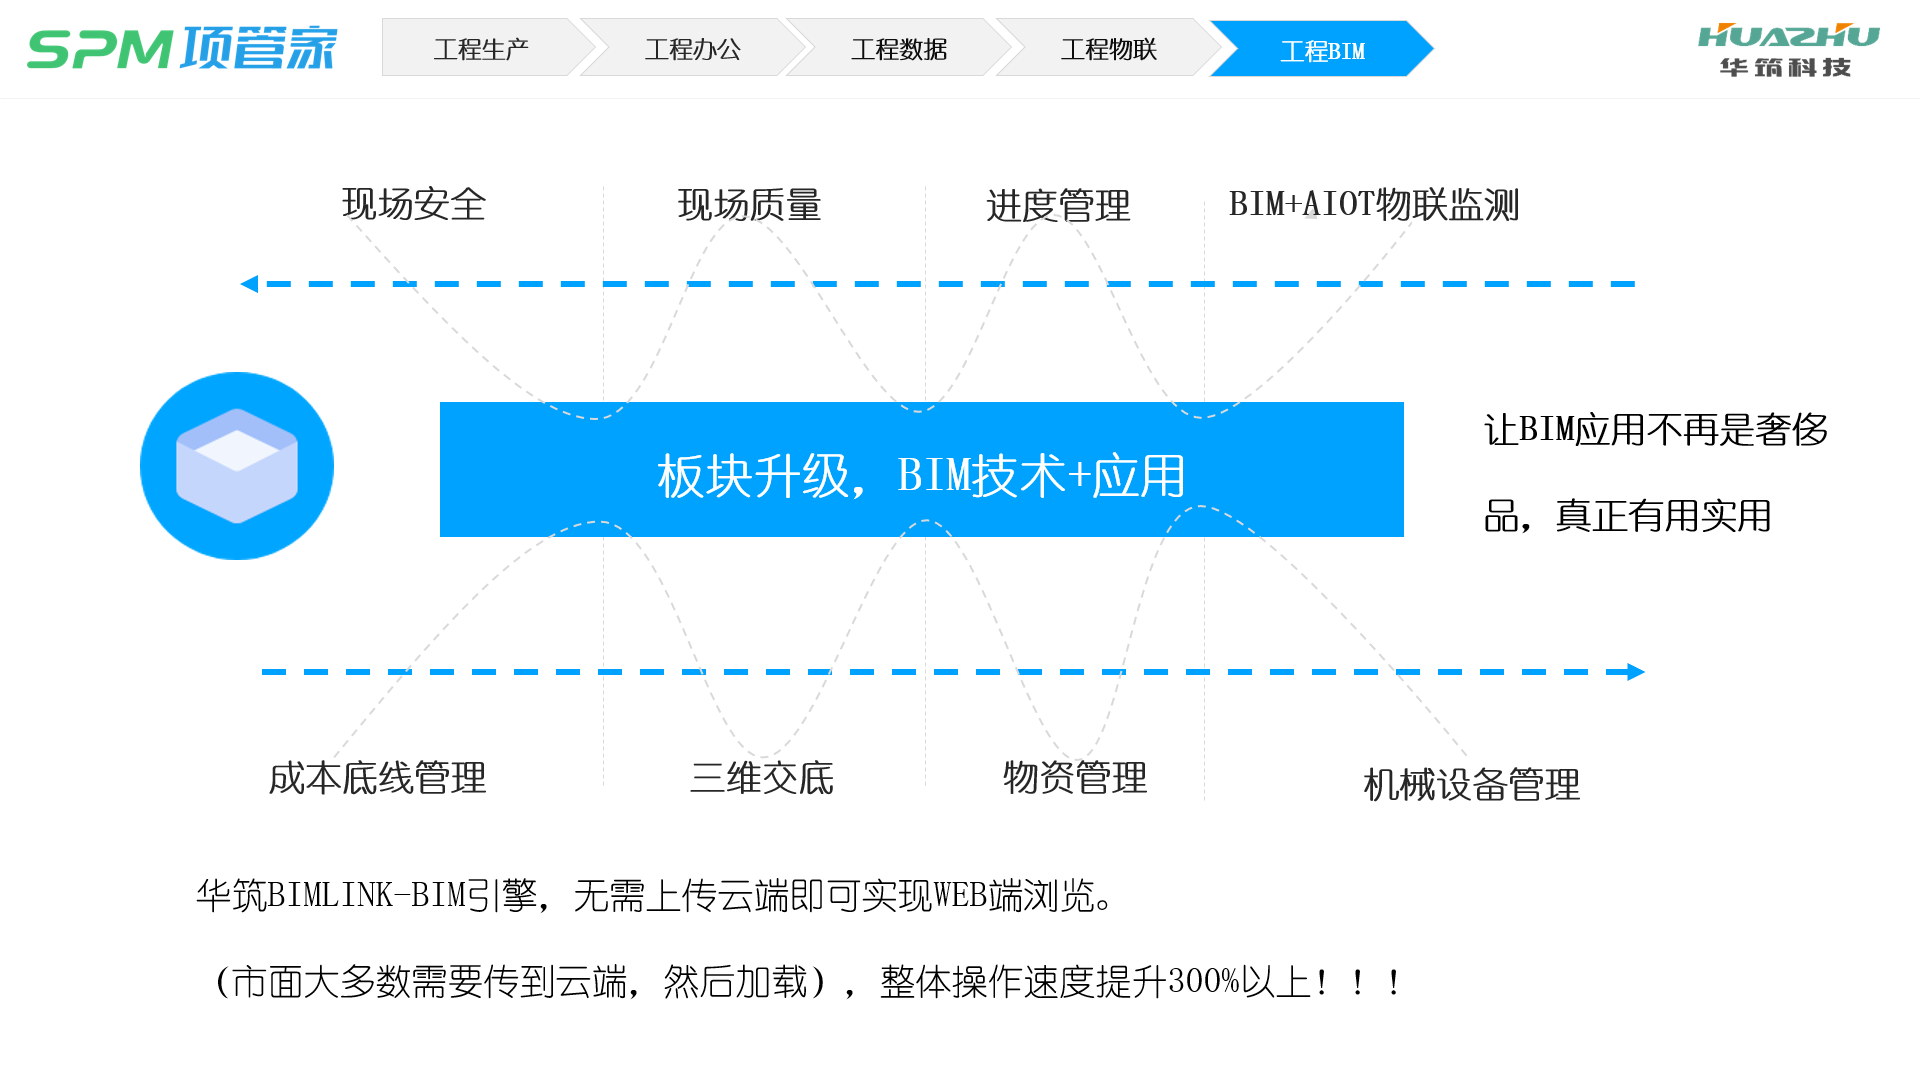 SPM项管家
工程生产
工程办公
工程数据
工程物联
工程BIM
HUAZHU
华筑科技
现场安全
现场质量
进度管理
BIM+AIOT物联监测
板块升级，BIM技术+应用
让BIM应用不再是奢侈
品，真正有用实用
成本底线管理
三维交底
物资管理
机械设备管理
华筑BIMLINK-BIM引擎，无需上传云端即可实现WEB端浏览。
（市面大多数需要传到云端，然后加载），整体操作速度提升300%以上！！！